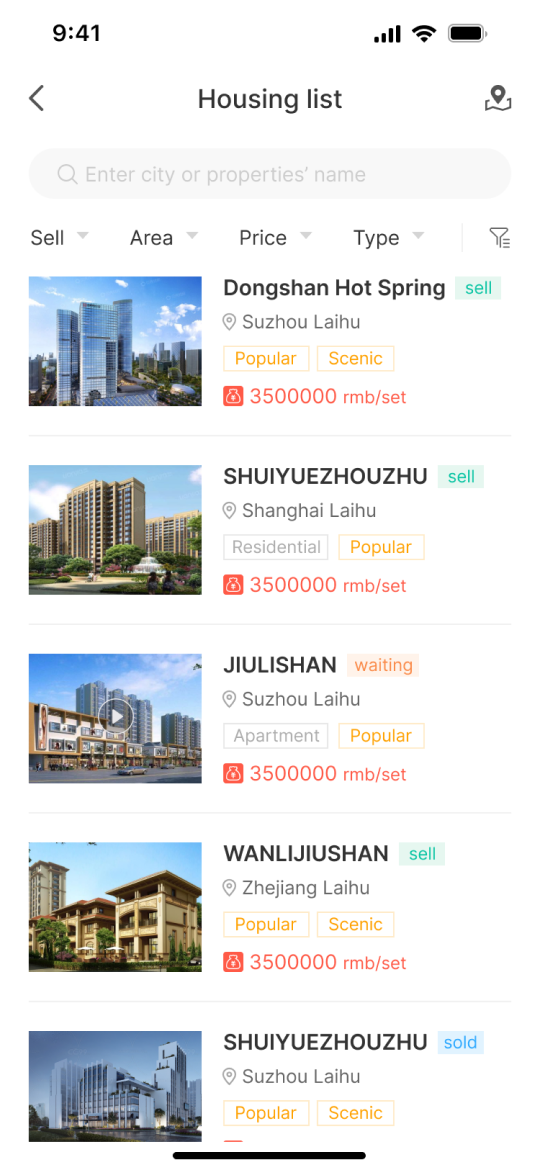 9:41
Housing list
Enter city or properties’ name
Sell Area Price Type
Dongshan Hot Spring sell
Suzhou Laihu
Popular Scenic
3500000 rmb/set
SHUIYUEZHOUZHU sell
Shanghai Laihu
Residential Popular
3500000 rmb/set
JIULISHAN waiting
Suzhou Laihu
Apartment Popular
3500000 rmb/set
WANLIJIUSHAN sell
Zhejiang Laihu
Popular Scenic
3500000 rmb/set
SHUIYUEZHOUZHU sold
Suzhou Laihu
Popular Scenic